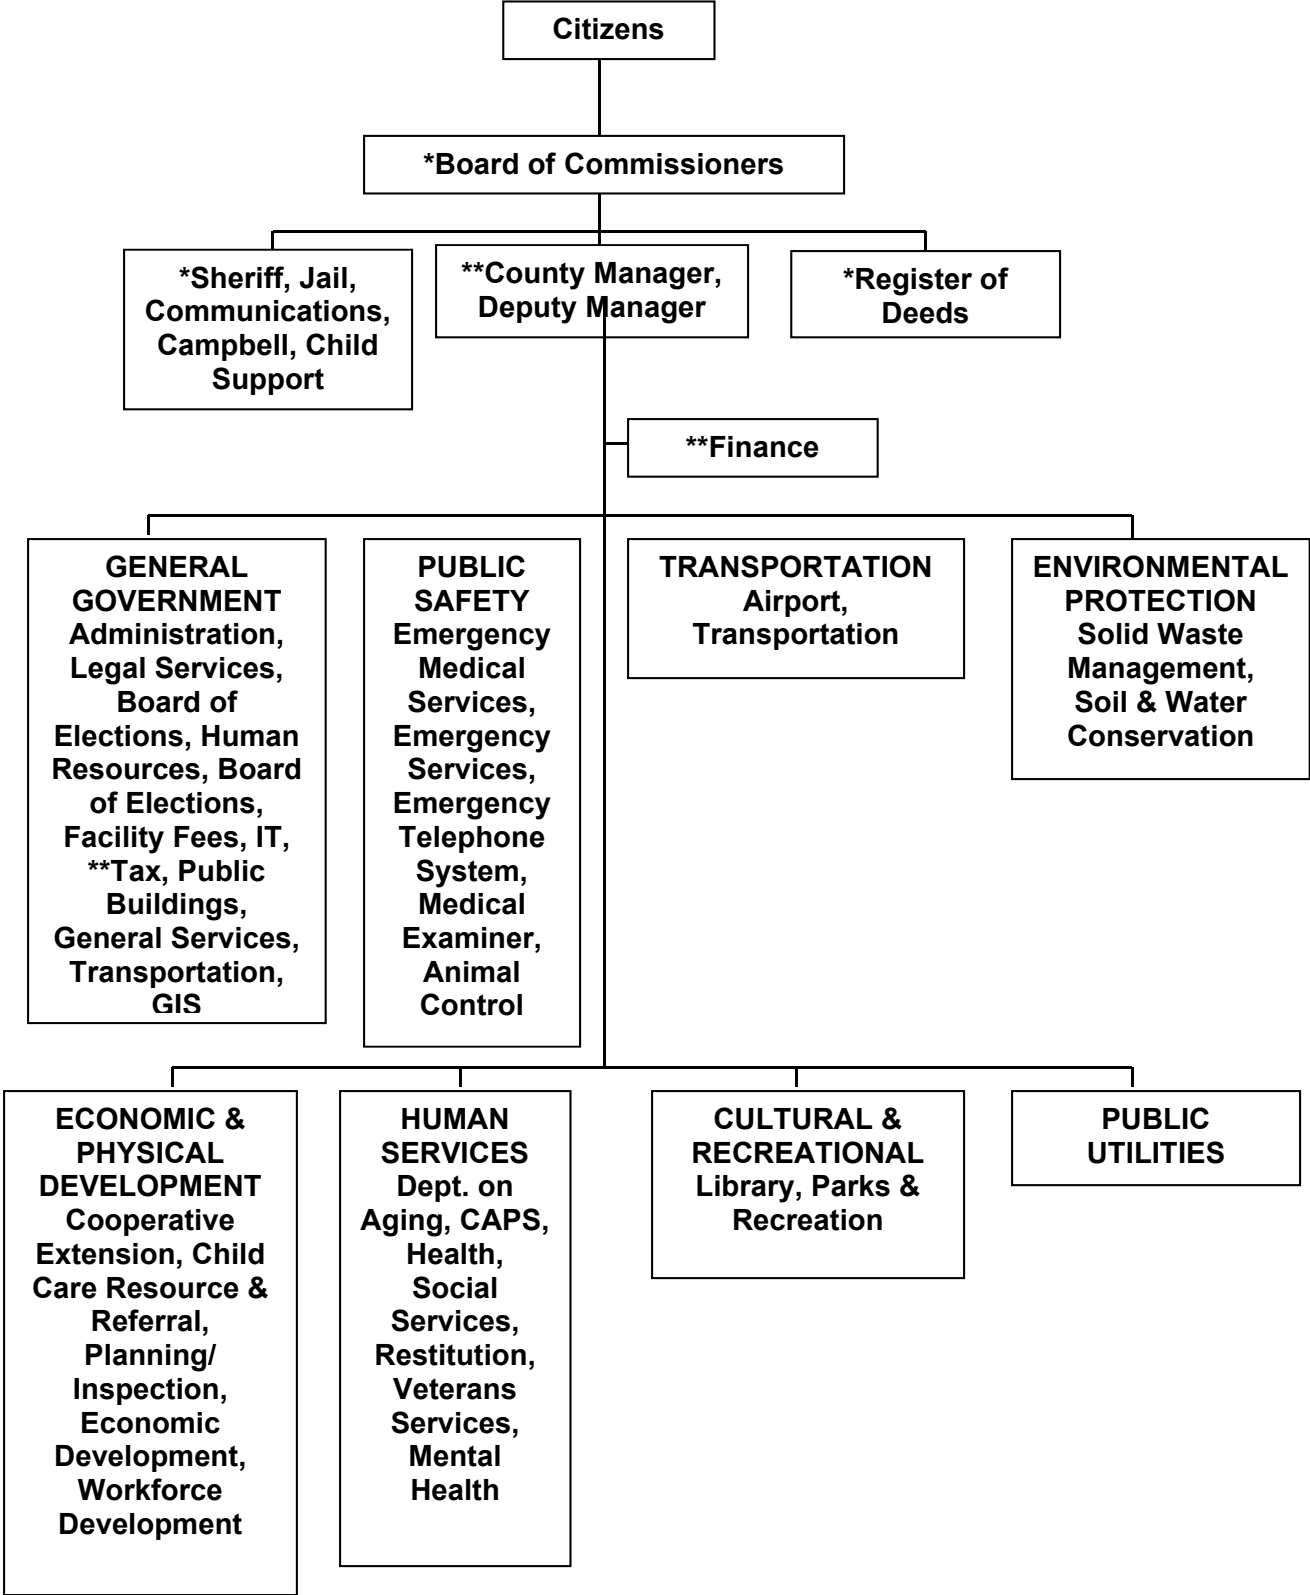 Citizens
*Board of Commissioners
*Sheriff, Jail,
Communications,
Campbell, Child
Support
**County Manager,
Deputy Manager
*Register of
Deeds
**Finance
GENERAL
GOVERNMENT
Administration,
Legal Services,
Board of
Elections, Human
Resources, Board
of Elections,
Facility Fees, IT,
**Tax, Public
Buildings,
General Services,
Transportation,
GIS
PUBLIC
SAFETY
Emergency
Medical
Services,
Emergency
Services,
Emergency
Telephone
System,
Medical
Examiner,
Animal
Control
TRANSPORTATION
Airport,
Transportation
ENVIRONMENTAL
PROTECTION
Solid Waste
Management,
Soil & Water
Conservation
ECONOMIC &
PHYSICAL
DEVELOPMENT
Cooperative
Extension, Child
Care Resource &
Referral,
Planning/
Inspection,
Economic
Development,
Workforce
Development
HUMAN
SERVICES
Dept. on
Aging, CAPS,
Health,
Social
Services,
Restitution,
Veterans
Services,
Mental
Health
CULTURAL &
RECREATIONAL
Library, Parks &
Recreation
PUBLIC
UTILITIES